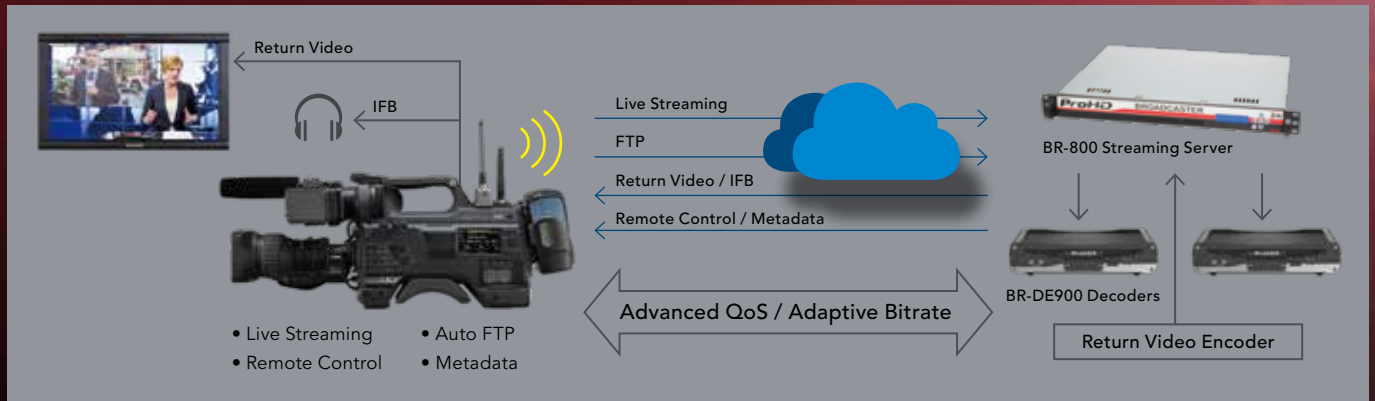 Return Video
IFB
Live Streaming
FTP
Return Video / IFB
Remote Control / Metadata
ProHD BROADCASTER
BR-800 Streaming Server
BR-DE900 Decoders
Advanced QoS / Adaptive Bitrate
Return Video Encoder
• Live Streaming
• Auto FTP
• Remote Control
• Metadata